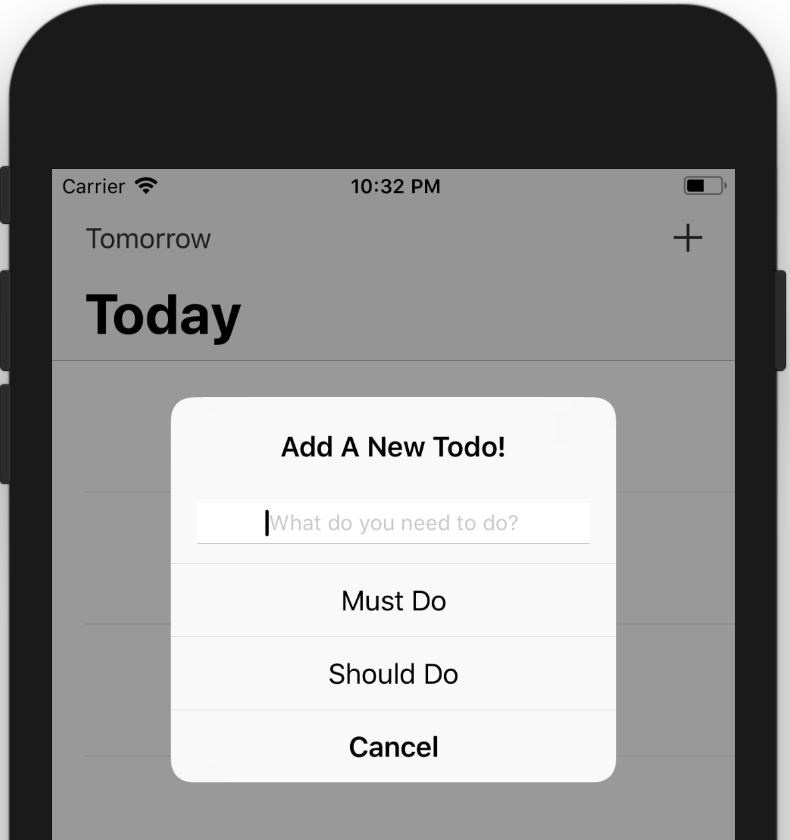 Carrier 10:32 PM
Tomorrow
Today
Add A New Todo!
What do you need to do?
Must Do
Should Do
Cancel